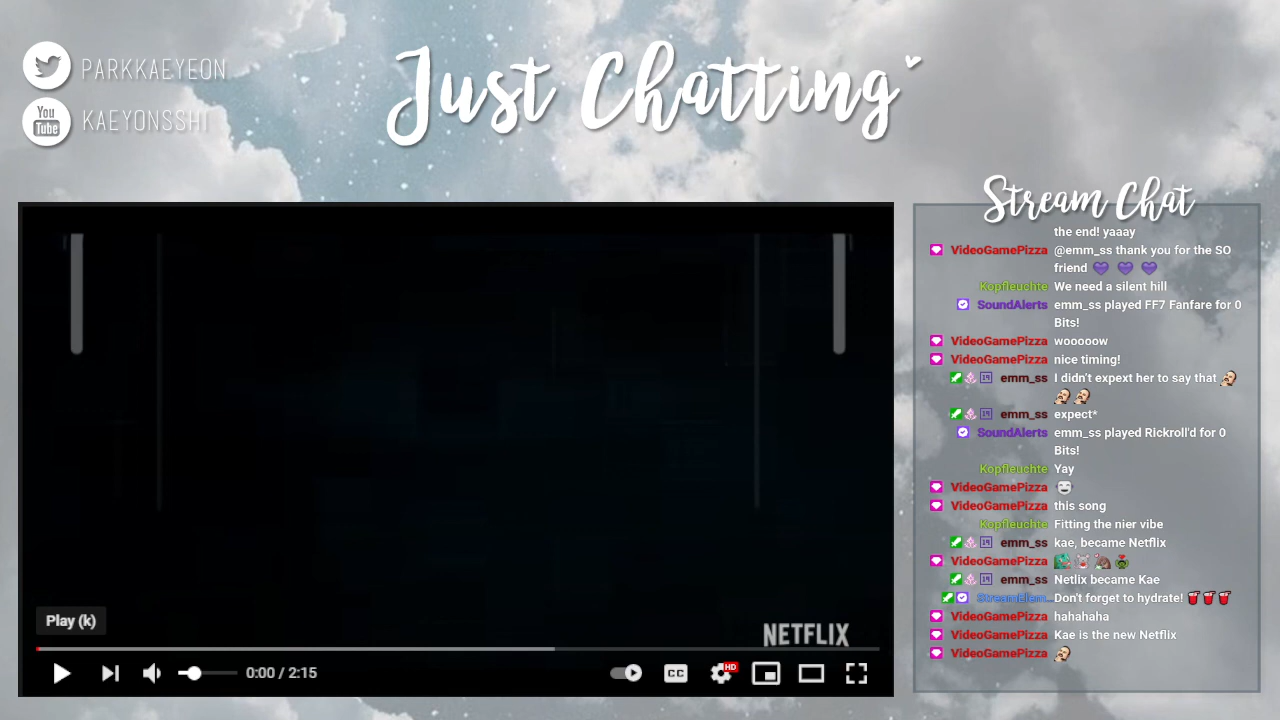 PARKKAEYEON
You
Tube
KAEYONSSHI
Just Chatting
Stream Chat
the end! yaaay
VideoGamePizza @emm_ss thank you for the SO
friend
Kopfleuchte We need a silent hill
SoundAlerts emm_ss played FF7 Fanfare for 0
Bits!
VideoGamePizza wooooow
VideoGamePizza nice timing!
emm_ss I didn't expext her to say that
emm_ss expect*
SoundAlerts emm_ss played Rickroll'd for 0
Bits!
Kopfleuchte Yay
VideoGamePizza
VideoGamePizza this song
Kopfleuchte Fitting the nier vibe
emm_ss kae, became Netflix
VideoGamePizza
emm_ss Netlix became Kae
StreamElem... Don't forget to hydrate!
VideoGamePizza hahahaha
VideoGamePizza Kae is the new Netflix
VideoGamePizza
Play (k)
NETFLIX
0:00 / 2:15
CC
HD